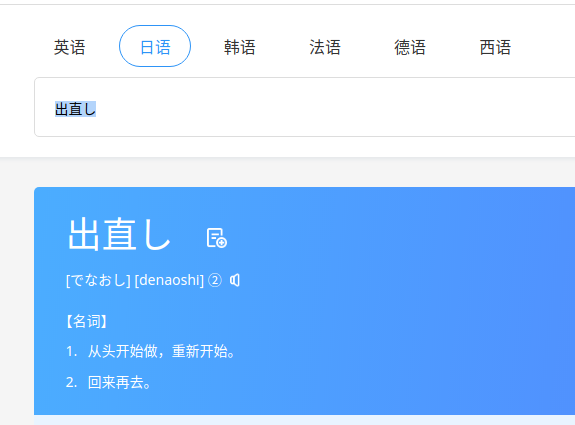 英语 日语 韩语 法语 德语 西语
出直し
出直し
[でなおし] [denaoshi] ②
【名词】
1. 从头开始做，重新开始。
2. 回来再去。